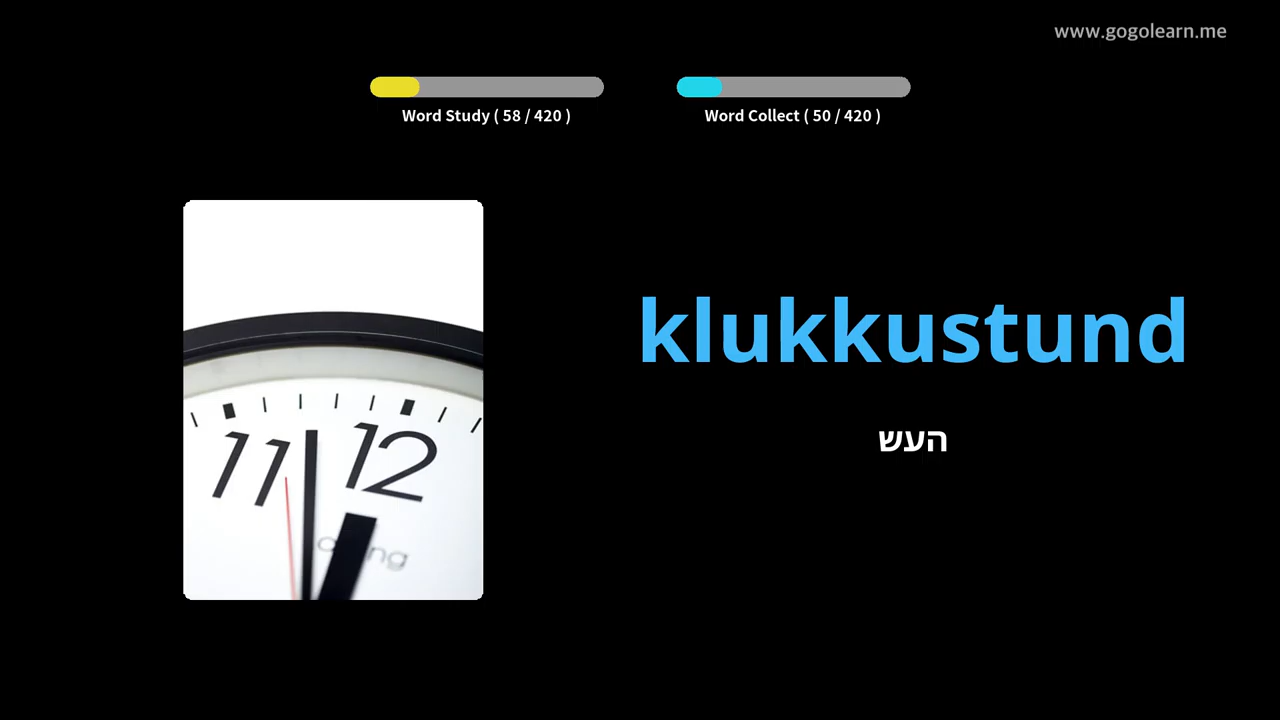 www.gogolearn.me
Word Study ( 58 / 420 )
Word Collect ( 50 / 420 )
11
12
klukkustund
העש